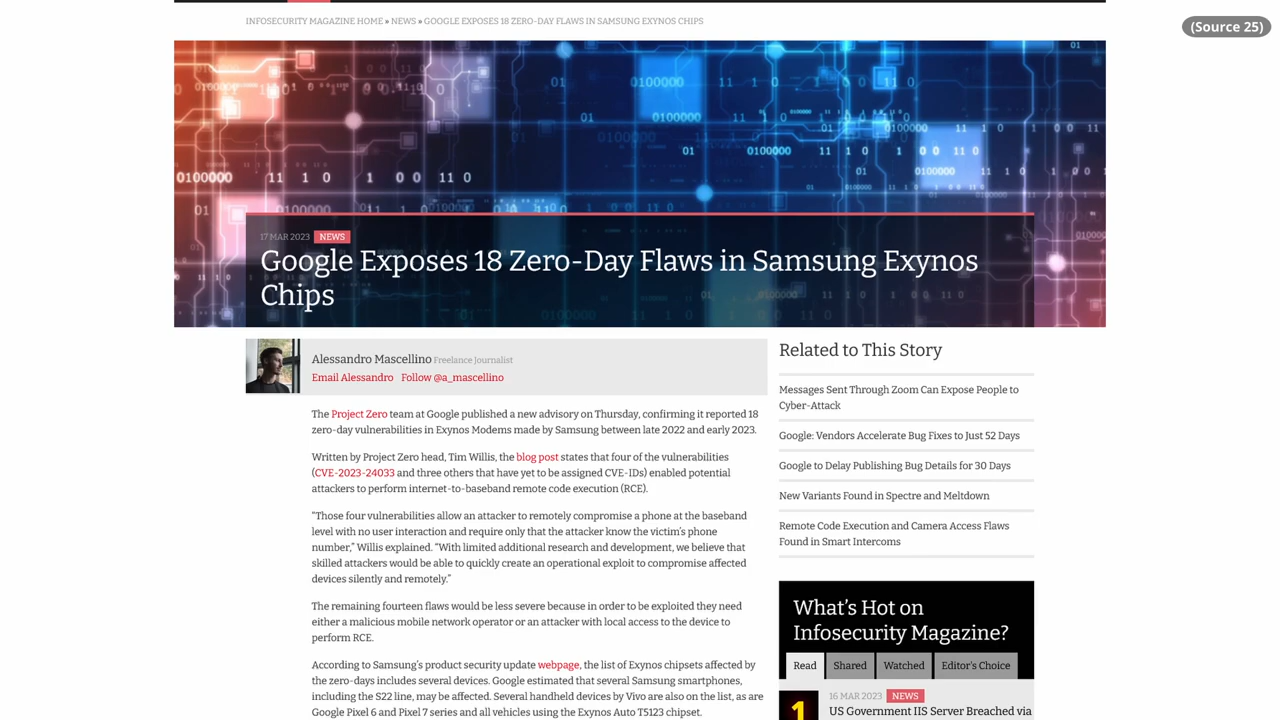 INFOSECURITY MAGAZINE HOME » NEWS » GOOGLE EXPOSES 18 ZERO-DAY FLAWS IN SAMSUNG EXYNOS CHIPS
(Source 25)
17 MAR 2023 NEWS
Google Exposes 18 Zero-Day Flaws in Samsung Exynos
Chips
Alessandro Mascellino Freelance Journalist
Email Alessandro Follow @a_mascellino
The Project Zero team at Google published a new advisory on Thursday, confirming it reported 18
zero-day vulnerabilities in Exynos Modems made by Samsung between late 2022 and early 2023.
Written by Project Zero head, Tim Willis, the blog post states that four of the vulnerabilities
(CVE-2023-24033 and three others that have yet to be assigned CVE-IDs) enabled potential
attackers to perform internet-to-baseband remote code execution (RCE).
“Those four vulnerabilities allow an attacker to remotely compromise a phone at the baseband
level with no user interaction and require only that the attacker know the victim’s phone
number,” Willis explained. “With limited additional research and development, we believe that
skilled attackers would be able to quickly create an operational exploit to compromise affected
devices silently and remotely.”
The remaining fourteen flaws would be less severe because in order to be exploited they need
either a malicious mobile network operator or an attacker with local access to the device to
perform RCE.
According to Samsung’s product security update webpage, the list of Exynos chipsets affected by
the zero-days includes several devices. Google estimated that several Samsung smartphones,
including the S22 line, may be affected. Several handheld devices by Vivo are also on the list, as are
Google Pixel 6 and Pixel 7 series and all vehicles using the Exynos Auto T5123 chipset.
Related to This Story
Messages Sent Through Zoom Can Expose People to
Cyber-Attack
Google: Vendors Accelerate Bug Fixes to Just 52 Days
Google to Delay Publishing Bug Details for 30 Days
New Variants Found in Spectre and Meltdown
Remote Code Execution and Camera Access Flaws
Found in Smart Intercoms
What’s Hot on
Infosecurity Magazine?
Read Shared Watched Editor’s Choice
1
16 MAR 2023 NEWS
US Government IIS Server Breached via